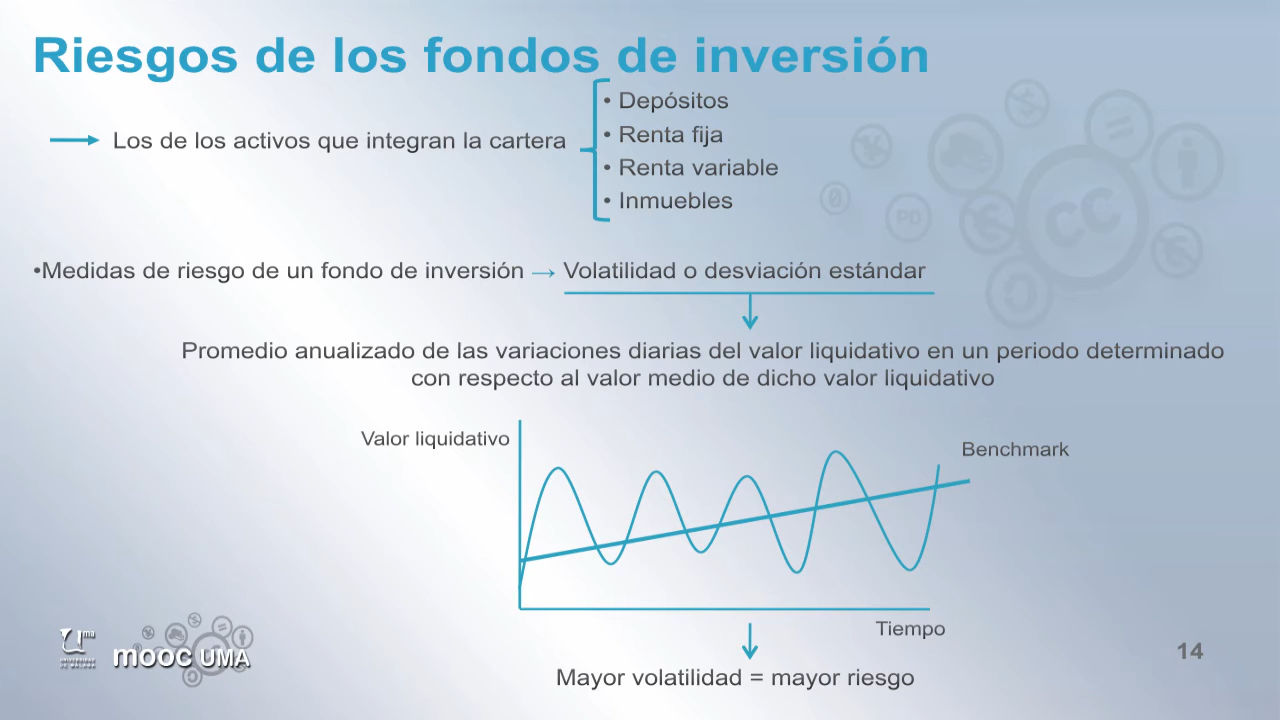 Riesgos de los fondos de inversión
Los de los activos que integran la cartera
• Depósitos
• Renta fija
• Renta variable
• Inmuebles
•Medidas de riesgo de un fondo de inversión → Volatilidad o desviación estándar
Promedio anualizado de las variaciones diarias del valor liquidativo en un periodo determinado
con respecto al valor medio de dicho valor liquidativo
Valor liquidativo
Benchmark
Tiempo
Mayor volatilidad = mayor riesgo
mooc UMA
14
PD
CC